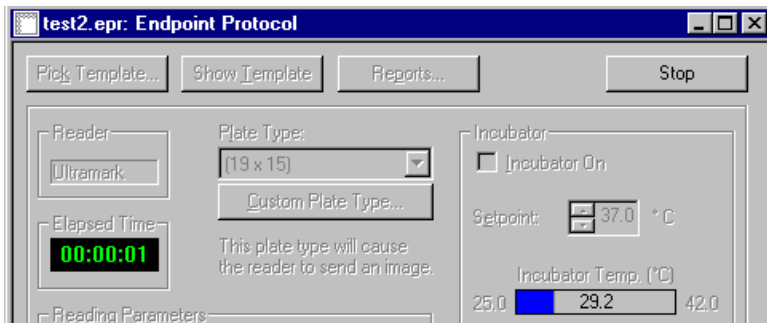 test2.epr: Endpoint Protocol
Pick Template... Show Template Reports... Stop
Reader
Ultramark
Elapsed Time
00:00:01
Reading Parameters
Plate Type:
(19 x 15)
Custom Plate Type...
This plate type will cause
the reader to send an image.
Incubator
Incubator On
Setpoint: 37.0 ° C
Incubator Temp. (°C)
25.0 29.2 42.0